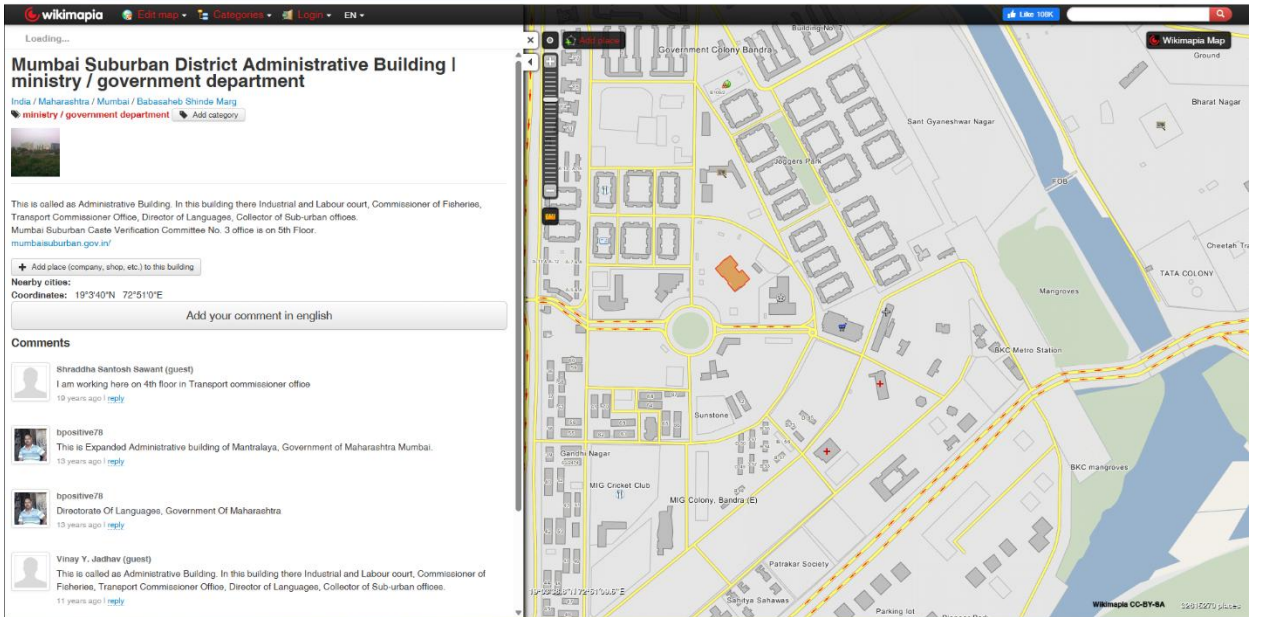 wikimapia
Edit map
Categories
Login
EN
Like 108K
Loading...
Mumbai Suburban District Administrative Building |
ministry / government department
India / Maharashtra / Mumbai / Babasaheb Shinde Marg
ministry / government department
Add category
This is called as Administrative Building. In this building there Industrial and Labour court, Commissioner of Fisheries,
Transport Commissioner Office, Director of Languages, Collector of Sub-urban offices.
Mumbai Suburban Caste Verification Committee No. 3 office is on 5th Floor.
mumbaisuburban.gov.in/
+ Add place (company, shop, etc.) to this building
Nearby cities:
Coordinates: 19°3'40"N 72°51'0"E
Add your comment in english
Comments
Shraddha Santosh Sawant (guest)
I am working here on 4th floor in Transport commissioner office
19 years ago | reply
bpositive78
This is Expanded Administrative building of Mantralaya, Government of Maharashtra Mumbai.
13 years ago | reply
bpositive78
Directorate Of Languages, Government Of Maharashtra
13 years ago | reply
Vinay Y. Jadhav (guest)
This is called as Administrative Building. In this building there Industrial and Labour court, Commissioner of
Fisheries, Transport Commissioner Office, Director of Languages, Collector of Sub-urban offices.
11 years ago | reply
Add place
Wikimapia Map
Building No. 7
Government Colony Bandra
Ground
Bharat Nagar
Sant Gyaneshwar Nagar
Joggers Park
FOB
Cheetah
TATA COLONY
Mangroves
BKC Metro Station
Sunstone
Gandhi Nagar
MIG Cricket Club
MIG Colony, Bandra (E)
BKC mangroves
Patrakar Society
Sahitya Sahawas
Parking lot
Wikimapia CC-BY-SA
places